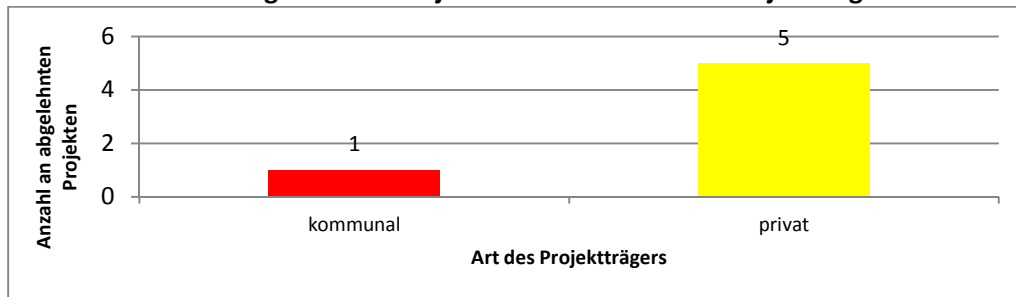 Anzahl an abgelehnten
Projekten
6
4
2
0
1
5
kommunal
privat
Art des Projektträgers